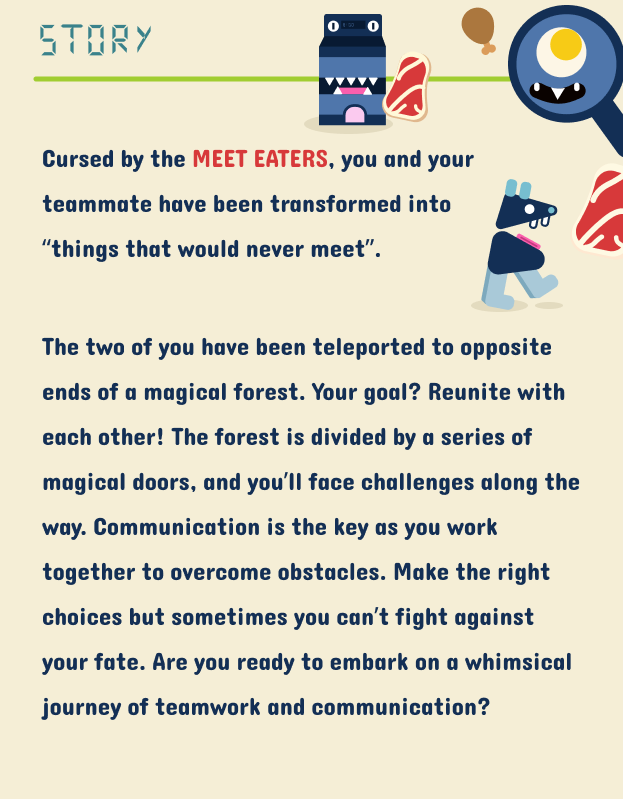 STORY
Cursed by the MEET EATERS, you and your
teammate have been transformed into
“things that would never meet”.
The two of you have been teleported to opposite
ends of a magical forest. Your goal? Reunite with
each other! The forest is divided by a series of
magical doors, and you’ll face challenges along the
way. Communication is the key as you work
together to overcome obstacles. Make the right
choices but sometimes you can’t fight against
your fate. Are you ready to embark on a whimsical
journey of teamwork and communication?